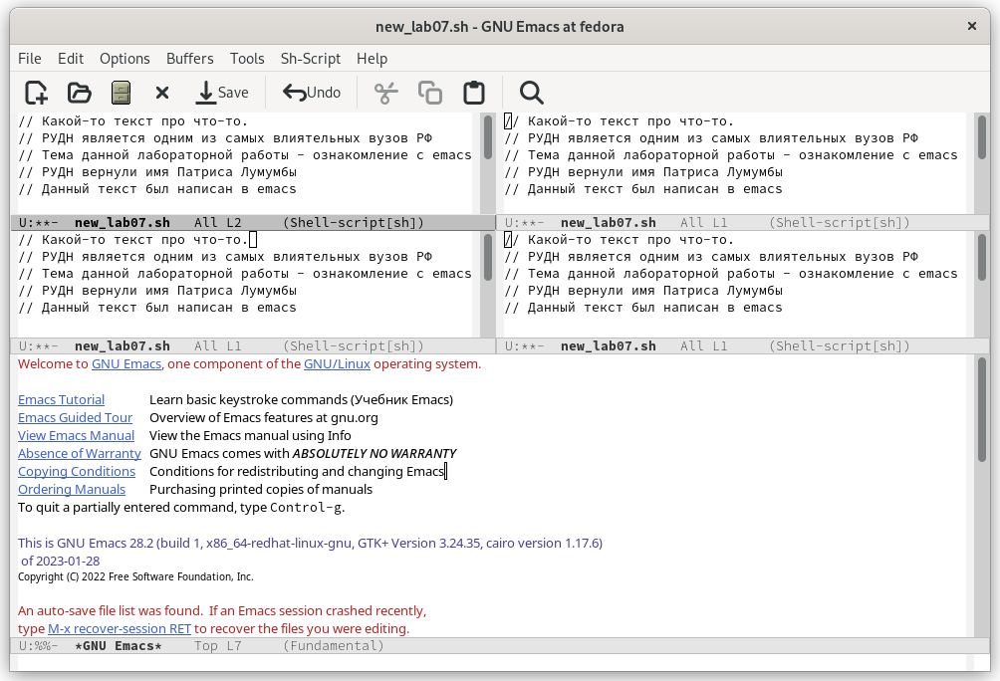 new_lab07.sh - GNU Emacs at fedora
File Edit Options Buffers Tools Sh-Script Help
Save Undo
// Какой-то текст про что-то.
// РУДН является одним из самых влиятельных вузов РФ
// Тема данной лабораторной работы - ознакомление с emacs
// РУДН вернули имя Патриса Лумумбы
// Данный текст был написан в emacs
U:**- new_lab07.sh All L2 (Shell-script[sh])
// Какой-то текст про что-то.
// РУДН является одним из самых влиятельных вузов РФ
// Тема данной лабораторной работы - ознакомление с emacs
// РУДН вернули имя Патриса Лумумбы
// Данный текст был написан в emacs
U:**- new_lab07.sh All L1 (Shell-script[sh])
// Какой-то текст про что-то.
// РУДН является одним из самых влиятельных вузов РФ
// Тема данной лабораторной работы - ознакомление с emacs
// РУДН вернули имя Патриса Лумумбы
// Данный текст был написан в emacs
U:**- new_lab07.sh All L1 (Shell-script[sh])
// Какой-то текст про что-то.
// РУДН является одним из самых влиятельных вузов РФ
// Тема данной лабораторной работы - ознакомление с emacs
// РУДН вернули имя Патриса Лумумбы
// Данный текст был написан в emacs
U:**- new_lab07.sh All L1 (Shell-script[sh])
Welcome to GNU Emacs, one component of the GNU/Linux operating system.
Emacs Tutorial Learn basic keystroke commands (Учебник Emacs)
Emacs Guided Tour Overview of Emacs features at gnu.org
View Emacs Manual View the Emacs manual using Info
Absence of Warranty GNU Emacs comes with ABSOLUTELY NO WARRANTY
Copying Conditions Conditions for redistributing and changing Emacs
Ordering Manuals Purchasing printed copies of manuals
To quit a partially entered command, type Control-g.
This is GNU Emacs 28.2 (build 1, x86_64-redhat-linux-gnu, GTK+ Version 3.24.35, cairo version 1.17.6)
of 2023-01-28
Copyright (C) 2022 Free Software Foundation, Inc.
An auto-save file list was found. If an Emacs session crashed recently,
type M-x recover-session RET to recover the files you were editing.
U:%%- *GNU Emacs* Top L7 (Fundamental)